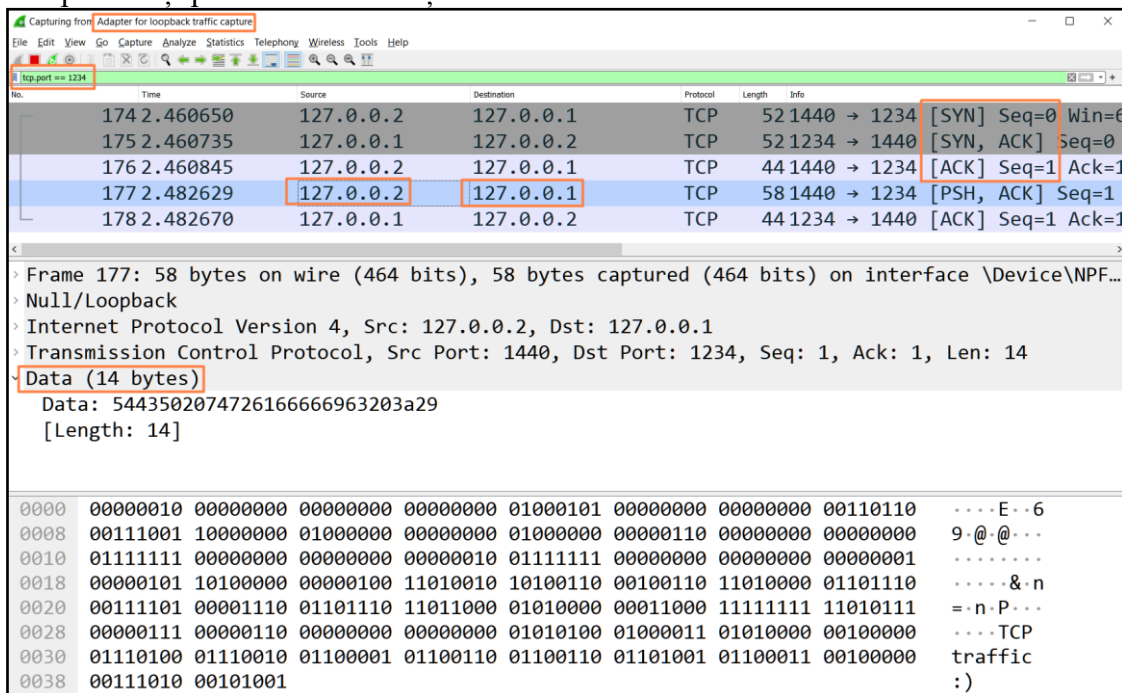 Capturing from Adapter for loopback traffic capture
File Edit View Go Capture Analyze Statistics Telephony Wireless Tools Help
tcp.port == 1234
No. Time Source Destination Protocol Length Info
174 2.460650 127.0.0.2 127.0.0.1 TCP 52 1440 → 1234 [SYN] Seq=0 Win=6
175 2.460735 127.0.0.1 127.0.0.2 TCP 52 1234 → 1440 [SYN, ACK] Seq=0
176 2.460845 127.0.0.2 127.0.0.1 TCP 44 1440 → 1234 [ACK] Seq=1 Ack=1
177 2.482629 127.0.0.2 127.0.0.1 TCP 58 1440 → 1234 [PSH, ACK] Seq=1
178 2.482670 127.0.0.1 127.0.0.2 TCP 44 1234 → 1440 [ACK] Seq=1 Ack=1
Frame 177: 58 bytes on wire (464 bits), 58 bytes captured (464 bits) on interface \Device\NPF…
Null/Loopback
Internet Protocol Version 4, Src: 127.0.0.2, Dst: 127.0.0.1
Transmission Control Protocol, Src Port: 1440, Dst Port: 1234, Seq: 1, Ack: 1, Len: 14
Data (14 bytes)
Data: 5443502074726166666963203a29
[Length: 14]
0000 00000010 00000000 00000000 00000000 01000101 00000000 00000000 00110110 ····E··6
0008 00111001 10000000 01000000 00000000 01000000 00000110 00000000 00000000 9·@·@···
0010 01111111 00000000 00000000 00000010 01111111 00000000 00000000 00000001 ········
0018 00000101 10100000 00000100 11010010 10100110 00100110 11010000 01101110 ·····&·n
0020 00111101 00001110 01101110 11011000 01010000 00011000 11111111 11010111 =·n·P···
0028 00000111 00000110 00000000 00000000 01010100 01000011 01010000 00100000 ····TCP
0030 01110100 01110010 01100001 01100110 01100110 01101001 01100011 00100000 traffic
0038 00111010 00101001 :)